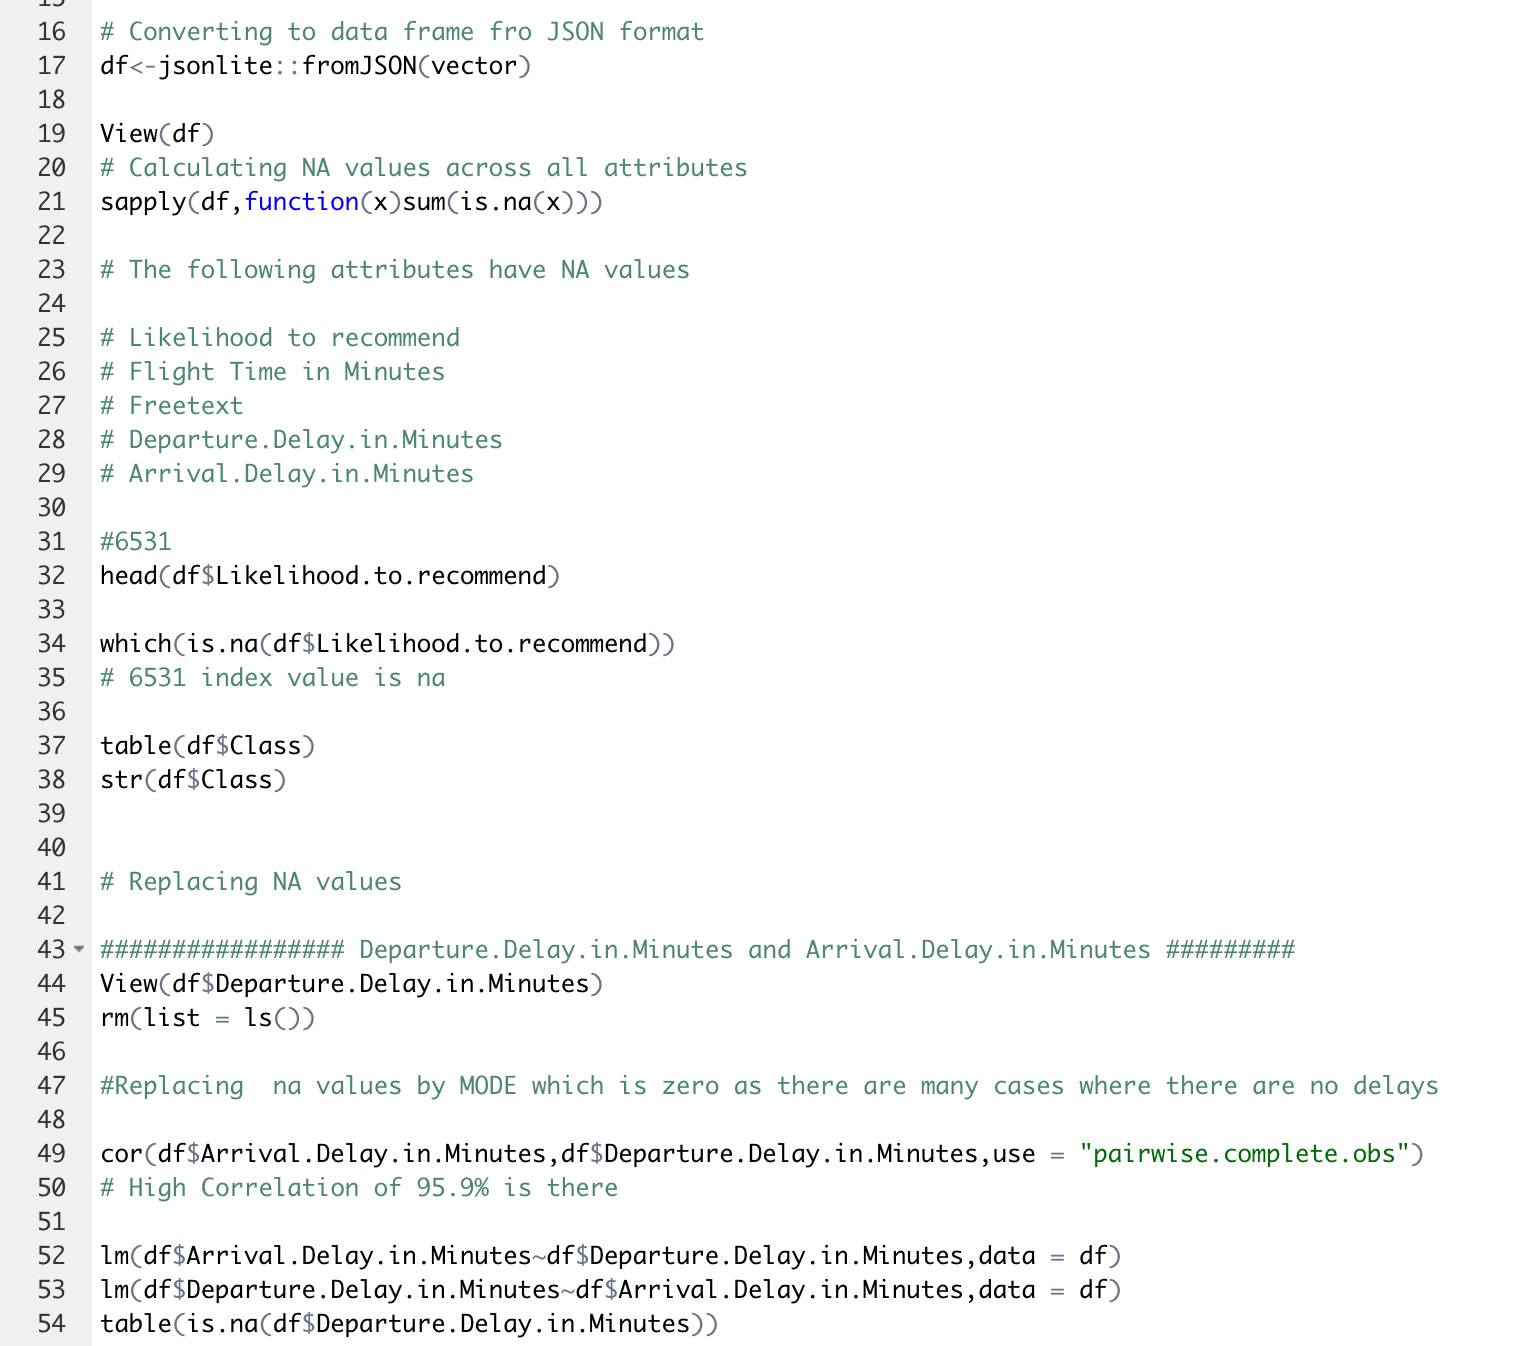 16 # Converting to data frame fro JSON format
17 df<-jsonlite::fromJSON(vector)
18
19 View(df)
20 # Calculating NA values across all attributes
21 sapply(df,function(x)sum(is.na(x)))
22
23 # The following attributes have NA values
24
25 # Likelihood to recommend
26 # Flight Time in Minutes
27 # Freetext
28 # Departure.Delay.in.Minutes
29 # Arrival.Delay.in.Minutes
30
31 #6531
32 head(df$Likelihood.to.recommend)
33
34 which(is.na(df$Likelihood.to.recommend))
35 # 6531 index value is na
36
37 table(df$Class)
38 str(df$Class)
39
40
41 # Replacing NA values
42
43 ################# Departure.Delay.in.Minutes and Arrival.Delay.in.Minutes #########
44 View(df$Departure.Delay.in.Minutes)
45 rm(list = ls())
46
47 #Replacing  na values by MODE which is zero as there are many cases where there are no delays
48
49 cor(df$Arrival.Delay.in.Minutes,df$Departure.Delay.in.Minutes,use = "pairwise.complete.obs")
50 # High Correlation of 95.9% is there
51
52 lm(df$Arrival.Delay.in.Minutes~df$Departure.Delay.in.Minutes,data = df)
53 lm(df$Departure.Delay.in.Minutes~df$Arrival.Delay.in.Minutes,data = df)
54 table(is.na(df$Departure.Delay.in.Minutes))